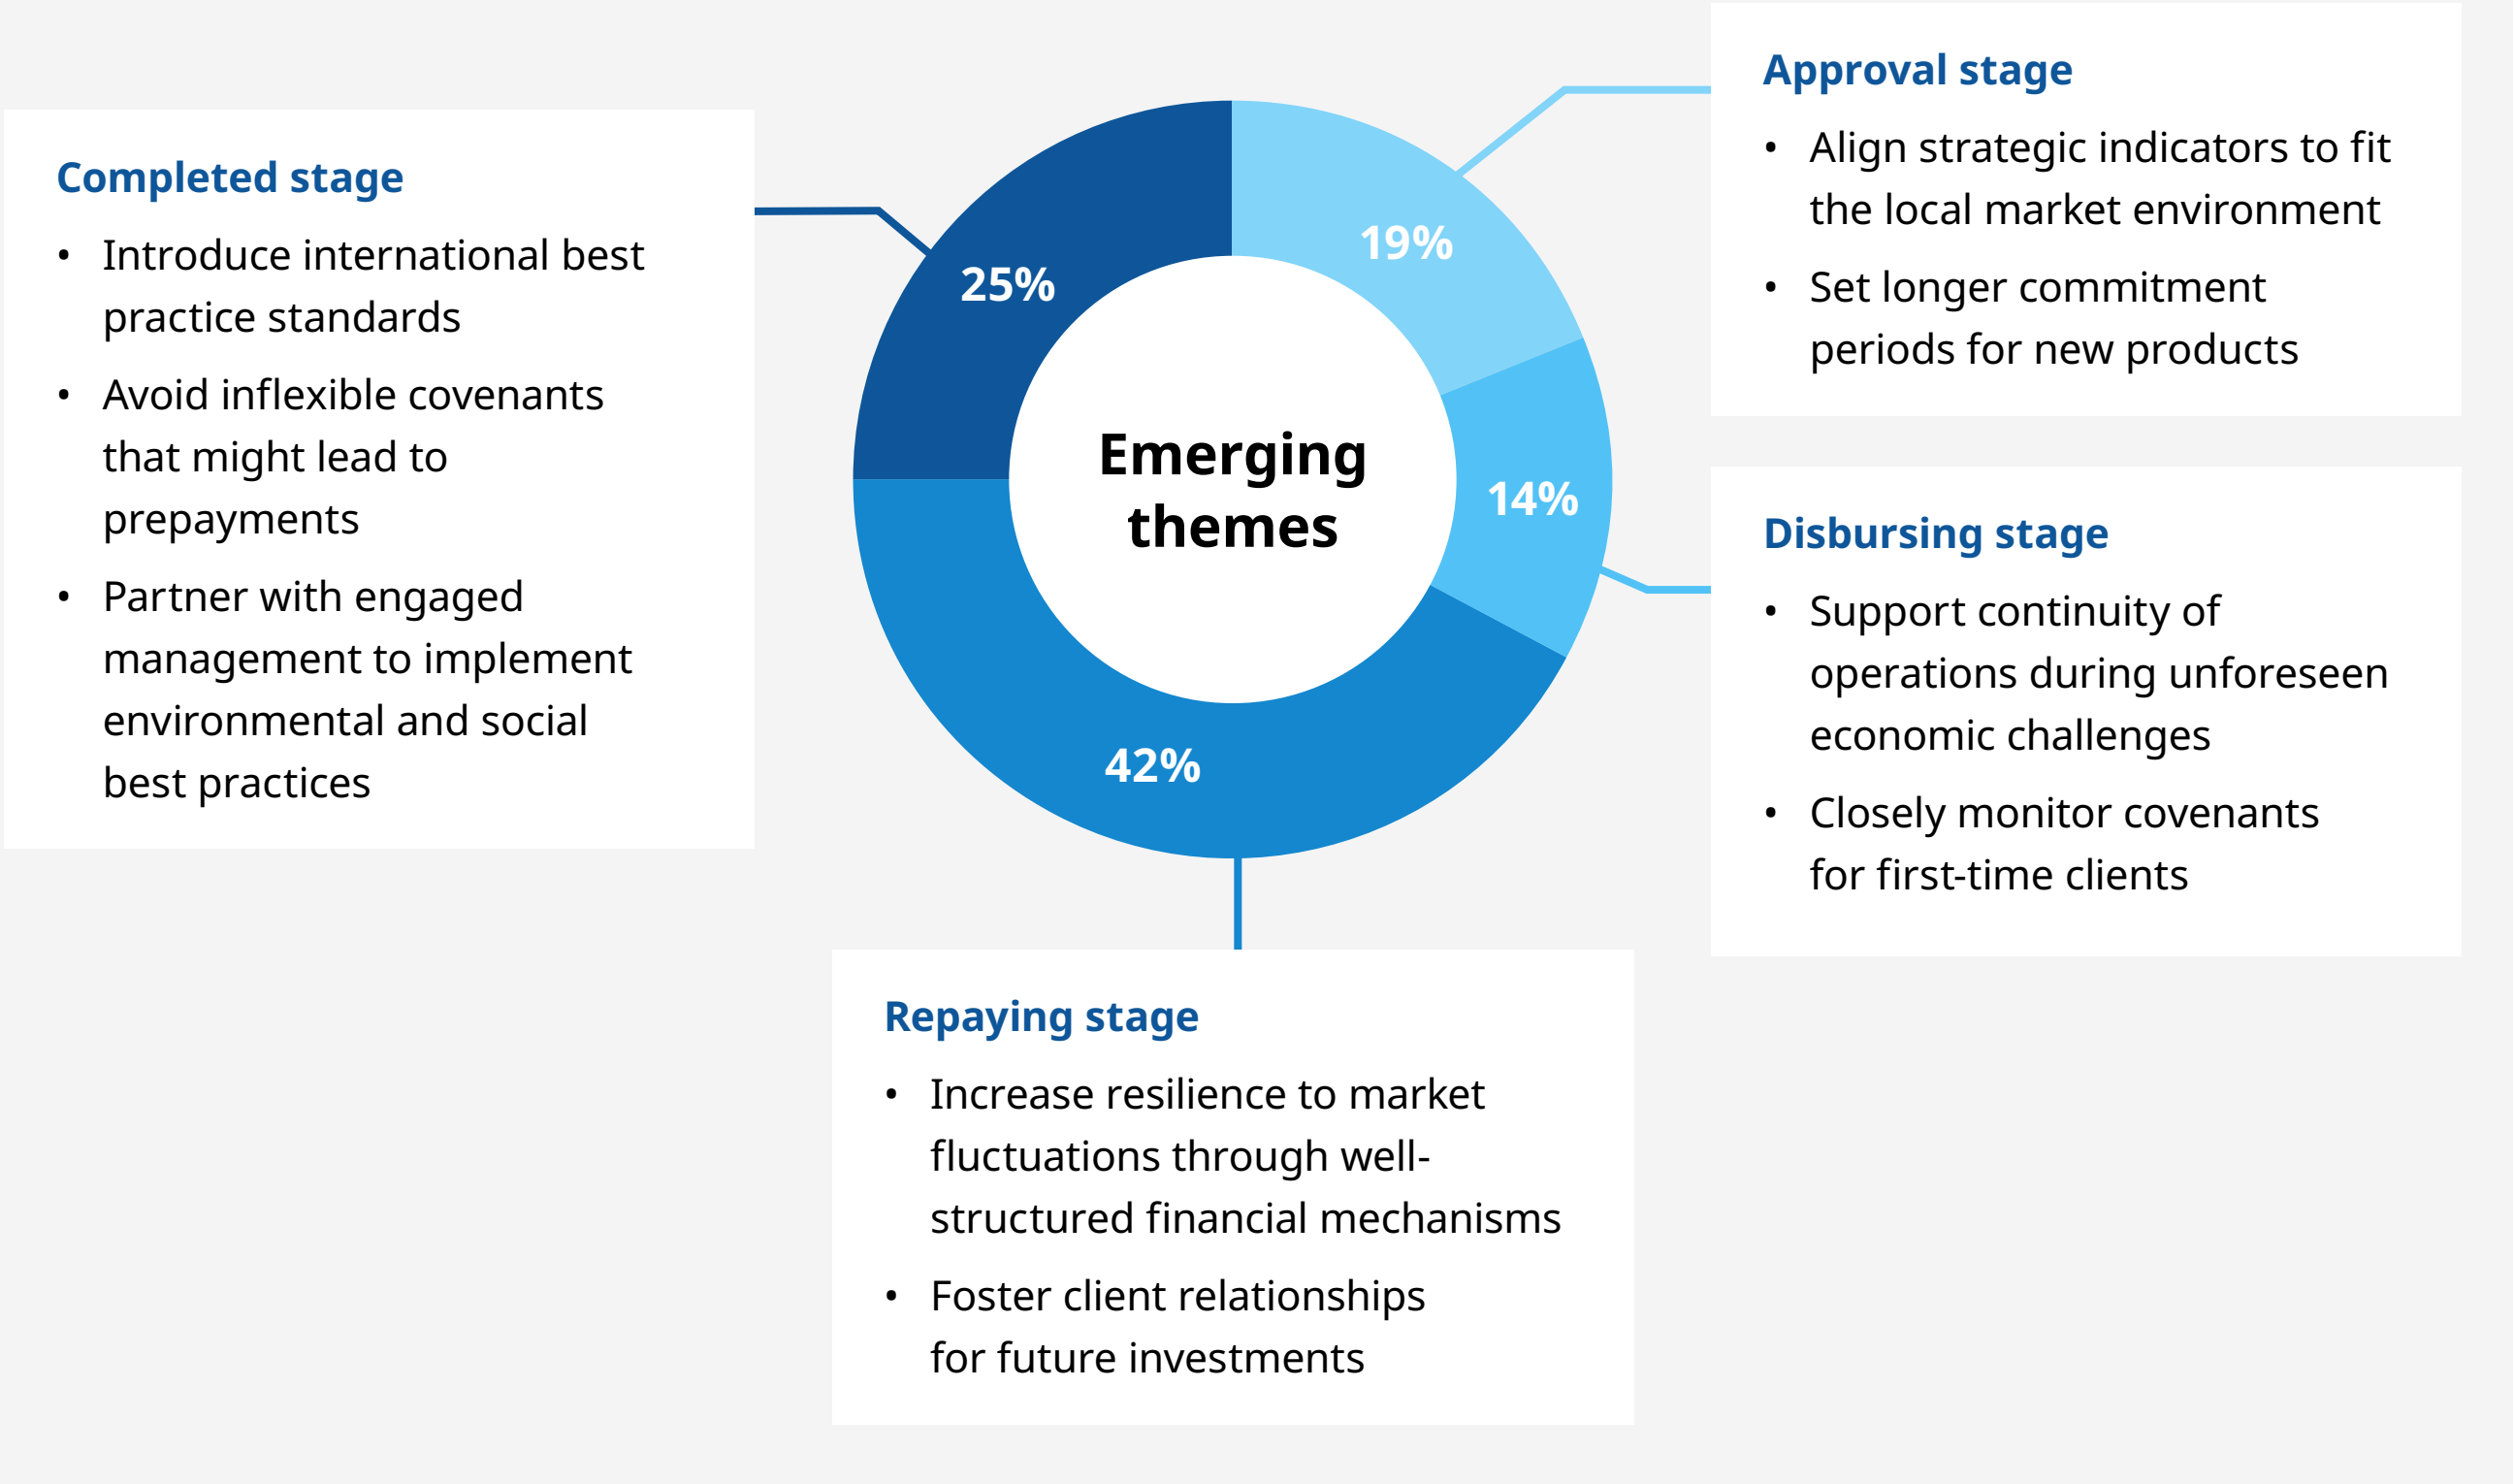 Approval stage
• Align strategic indicators to fit
the local market environment
• Set longer commitment
periods for new products
Completed stage
• Introduce international best
practice standards
• Avoid inflexible covenants
that might lead to
prepayments
• Partner with engaged
management to implement
environmental and social
best practices
25%
19%
14%
42%
Emerging
themes
Disbursing stage
• Support continuity of
operations during unforeseen
economic challenges
• Closely monitor covenants
for first-time clients
Repaying stage
• Increase resilience to market
fluctuations through well-
structured financial mechanisms
• Foster client relationships
for future investments